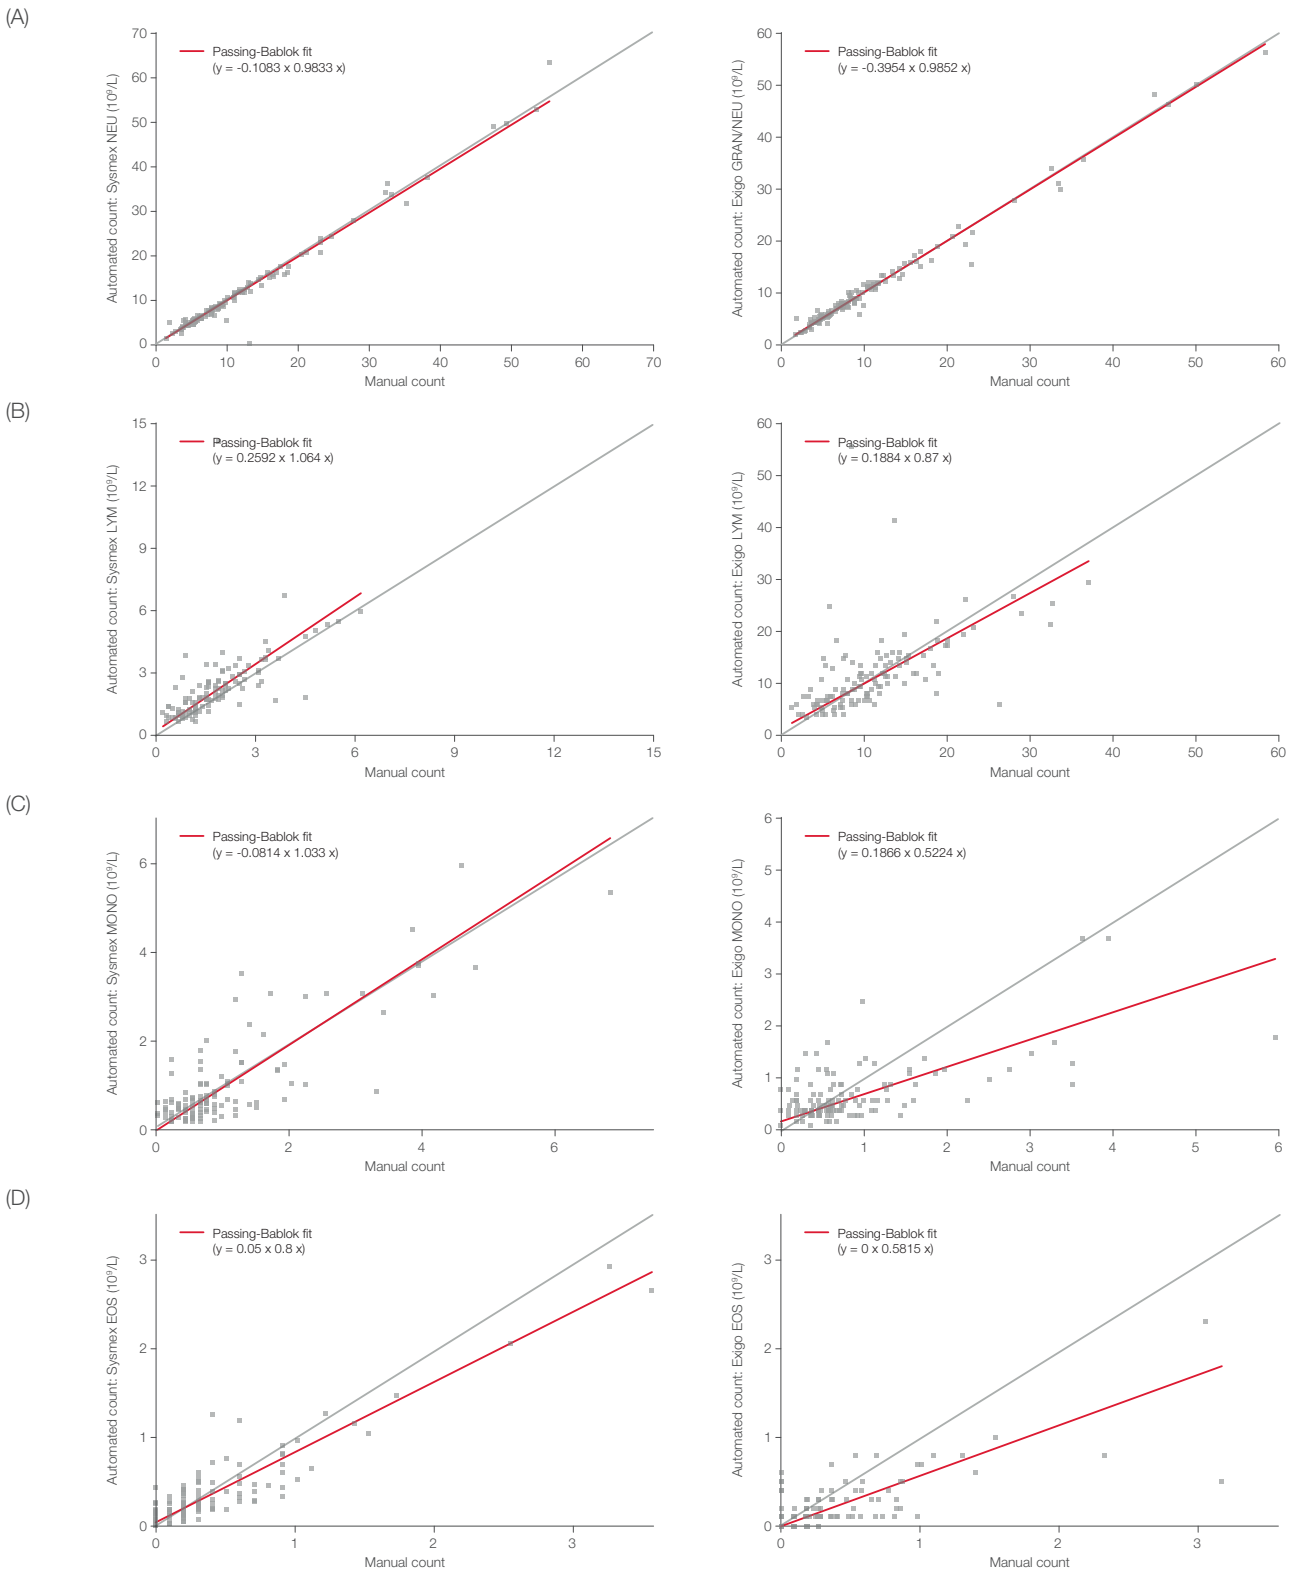 (A)
Automated count: Sysmex NEU (10⁹/L)
70
60
50
40
30
20
10
0
Passing-Bablok fit
(y = -0.1083 x 0.9833 x)
0 10 20 30 40 50 60 70
Manual count
Automated count: Exigo GRAN/NEU (10⁹/L)
60
50
40
30
20
10
0
Passing-Bablok fit
(y = -0.3954 x 0.9852 x)
0 10 20 30 40 50 60
Manual count
(B)
Automated count: Sysmex LYM (10⁹/L)
15
12
9
6
3
0
Passing-Bablok fit
(y = 0.2592 x 1.064 x)
0 3 6 9 12 15
Manual count
Automated count: Exigo LYM (10⁹/L)
60
50
40
30
20
10
0
Passing-Bablok fit
(y = 0.1884 x 0.87 x)
0 10 20 30 40 50 60
Manual count
(C)
Automated count: Sysmex MONO (10⁹/L)
6
4
2
0
Passing-Bablok fit
(y = -0.0814 x 1.033 x)
0 2 4 6
Manual count
Automated count: Exigo MONO (10⁹/L)
6
5
4
3
2
1
0
Passing-Bablok fit
(y = 0.1866 x 0.5224 x)
0 1 2 3 4 5 6
Manual count
(D)
Automated count: Sysmex EOS (10⁹/L)
3
2
1
0
Passing-Bablok fit
(y = 0.05 x 0.8 x)
0 1 2 3
Manual count
Automated count: Exigo EOS (10⁹/L)
3
2
1
0
Passing-Bablok fit
(y = 0 x 0.5815 x)
0 1 2 3
Manual count